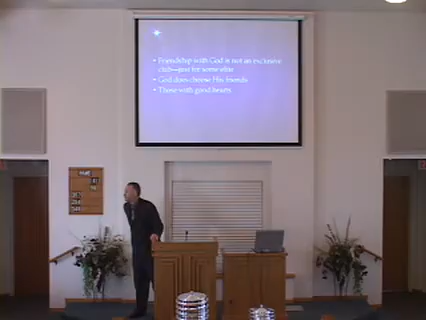 • Friendship with God is not an exclusive
club—just for some elite
• God does choose His friends
• Those with good hearts